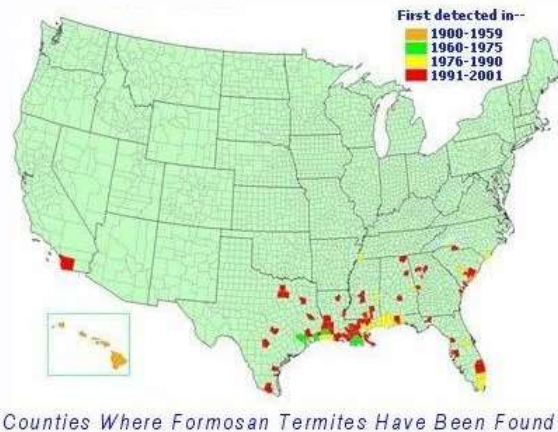 First detected in--
1900-1959
1960-1975
1976-1990
1991-2001
Counties Where Formosan Termites Have Been Found